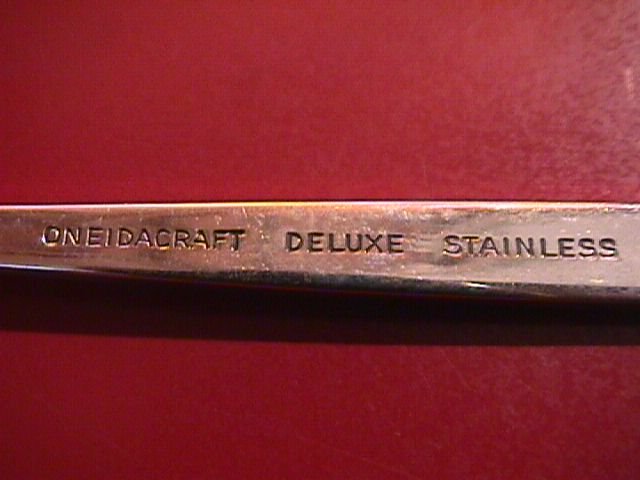 ONEIDACRAFT DELUXE STAINLESS